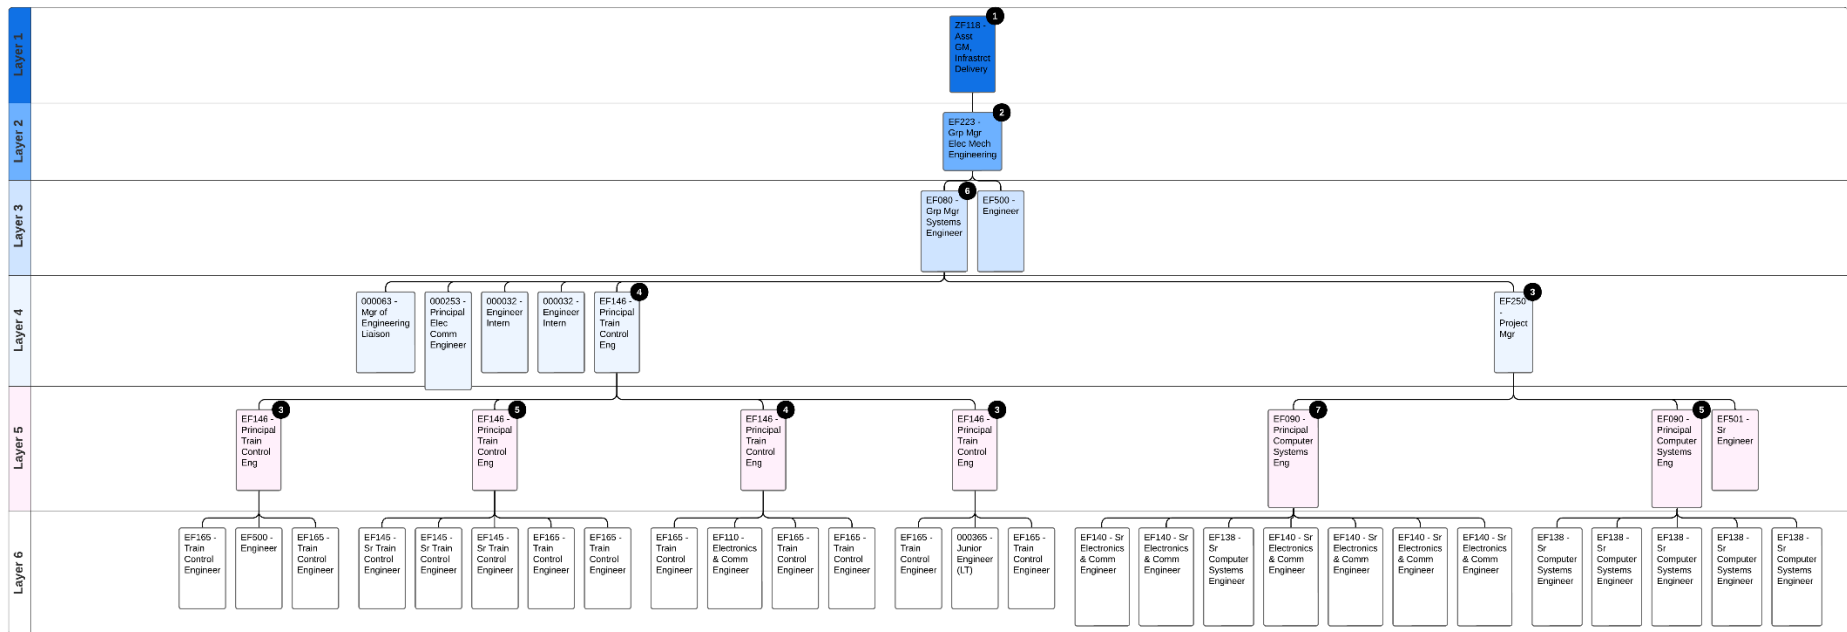 Layer 1
1
ZF118 -
Asst
GM,
Infrastrct
Delivery
Layer 2
2
EF223 -
Grp Mgr
Elec Mech
Engineering
Layer 3
6
EF080 -
Grp Mgr
Systems
Engineer
EF500 -
Engineer
Layer 4
000063 -
Mgr of
Engineering
Liaison
000253 -
Principal
Elec
Comm
Engineer
000032 -
Engineer
Intern
000032 -
Engineer
Intern
4
EF146 -
Principal
Train
Control
Eng
3
EF250
-
Project
Mgr
Layer 5
3
EF146 -
Principal
Train
Control
Eng
5
EF146 -
Principal
Train
Control
Eng
4
EF146 -
Principal
Train
Control
Eng
3
EF146 -
Principal
Train
Control
Eng
7
EF090 -
Principal
Computer
Systems
Eng
5
EF090 -
Principal
Computer
Systems
Eng
EF501 -
Sr
Engineer
Layer 6
EF165 -
Train
Control
Engineer
EF500 -
Engineer
EF165 -
Train
Control
Engineer
EF145 -
Sr Train
Control
Engineer
EF145 -
Sr Train
Control
Engineer
EF145 -
Sr Train
Control
Engineer
EF165 -
Train
Control
Engineer
EF165 -
Train
Control
Engineer
EF165 -
Train
Control
Engineer
EF110 -
Electronics
& Comm
Engineer
EF165 -
Train
Control
Engineer
EF165 -
Train
Control
Engineer
EF165 -
Train
Control
Engineer
000365 -
Junior
Engineer
(LT)
EF165 -
Train
Control
Engineer
EF140 - Sr
Electronics
& Comm
Engineer
EF140 - Sr
Electronics
& Comm
Engineer
EF138 -
Sr
Computer
Systems
Engineer
EF140 - Sr
Electronics
& Comm
Engineer
EF140 - Sr
Electronics
& Comm
Engineer
EF140 - Sr
Electronics
& Comm
Engineer
EF140 - Sr
Electronics
& Comm
Engineer
EF138 -
Sr
Computer
Systems
Engineer
EF138 -
Sr
Computer
Systems
Engineer
EF138 -
Sr
Computer
Systems
Engineer
EF138 -
Sr
Computer
Systems
Engineer
EF138 -
Sr
Computer
Systems
Engineer